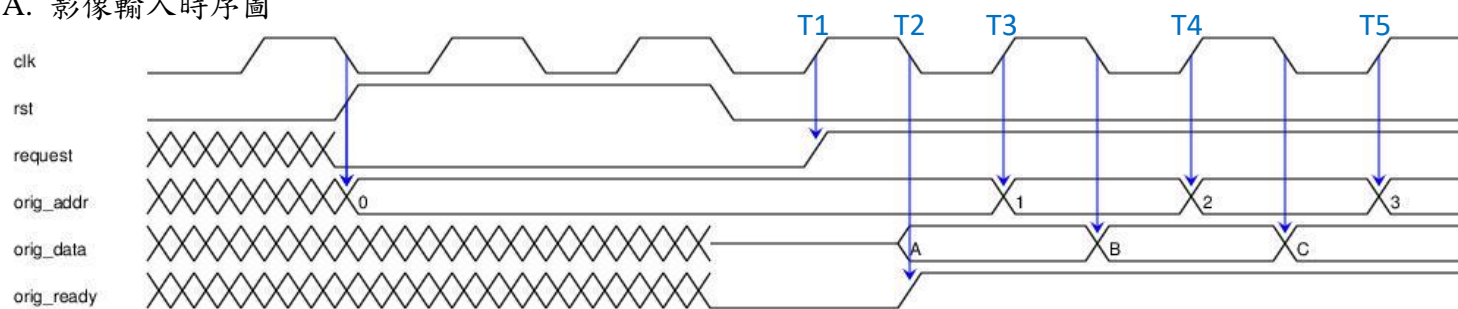 A. 影像輸入時序圖
T1 T2 T3 T4 T5
clk
rst
request
orig_addr 0 1 2 3
orig_data A B C
orig_ready